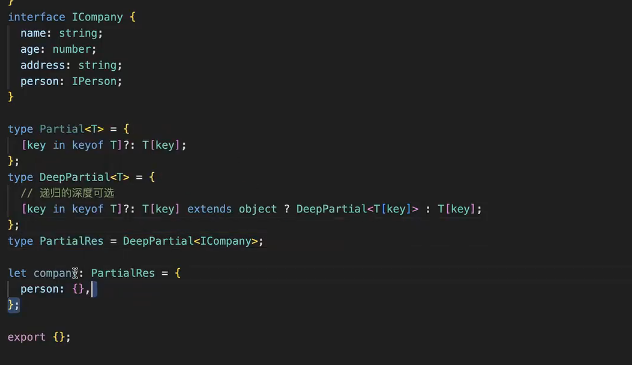 }
interface ICompany {
  name: string;
  age: number;
  address: string;
  person: IPerson;
}
type Partial<T> = {
  [key in keyof T]?: T[key];
};
type DeepPartial<T> = {
  // 递归的深度可选
  [key in keyof T]?: T[key] extends object ? DeepPartial<T[key]> : T[key];
};
type PartialRes = DeepPartial<ICompany>;
let company: PartialRes = {
  person: {},
};
export {};